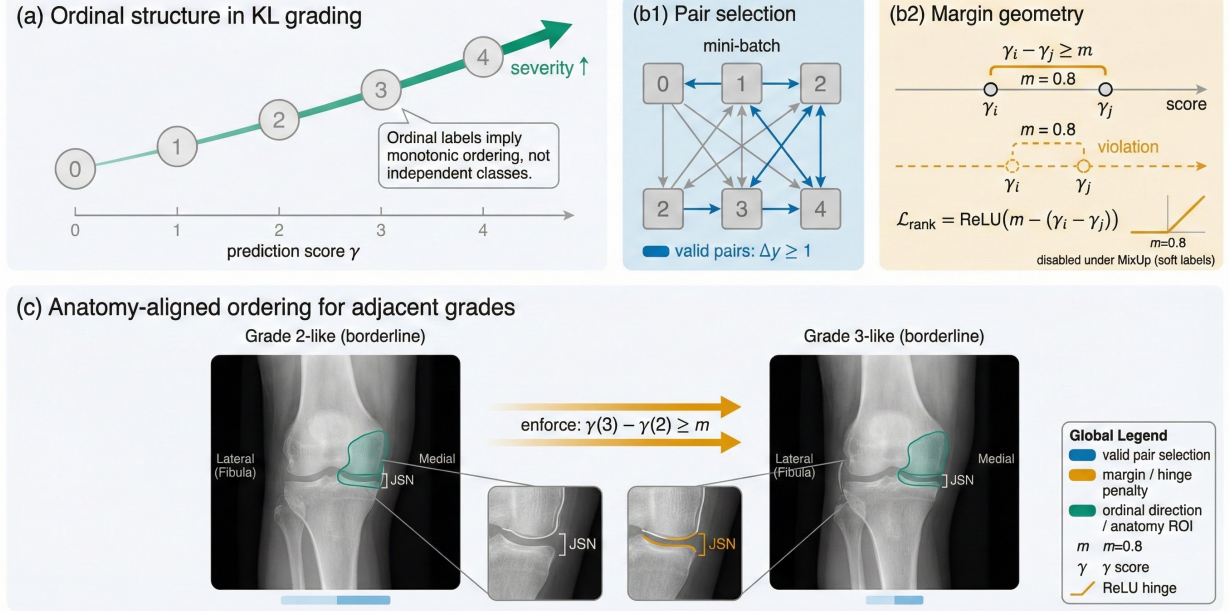 (a) Ordinal structure in KL grading
0
1
2
3
4
severity ↑
Ordinal labels imply
monotonic ordering, not
independent classes.
0 1 2 3 4
prediction score γ
(b1) Pair selection
mini-batch
0 1 2
2 3 4
valid pairs: Δy ≥ 1
(b2) Margin geometry
γᵢ − γⱼ ≥ m
m = 0.8
γᵢ γⱼ score
m = 0.8
violation
γᵢ γⱼ
ℒrank = ReLU(m − (γᵢ − γⱼ))
m=0.8
disabled under MixUp (soft labels)
(c) Anatomy-aligned ordering for adjacent grades
Grade 2-like (borderline)
Lateral
(Fibula)
Medial
JSN
JSN
enforce: γ(3) − γ(2) ≥ m
JSN
Grade 3-like (borderline)
Lateral
(Fibula)
Medial
JSN
Global Legend
valid pair selection
margin / hinge
penalty
ordinal direction
/ anatomy ROI
m m=0.8
γ γ score
ReLU hinge